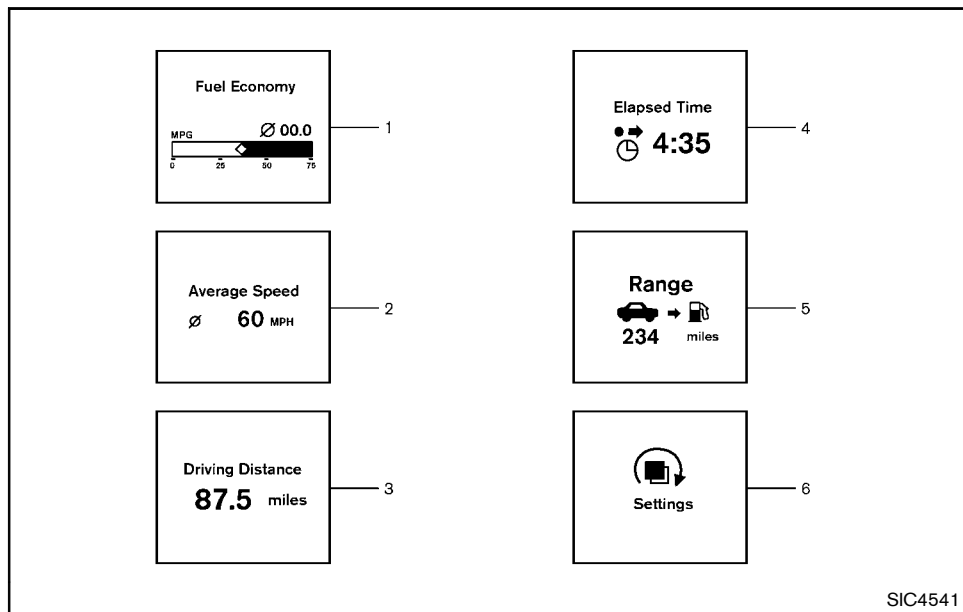 Fuel Economy
MPG Ø 00.0
0 25 50 75
1
Average Speed
Ø 60 MPH
2
Driving Distance
87.5 miles
3
Elapsed Time
4:35
4
Range
234 miles
5
Settings
6
SIC4541